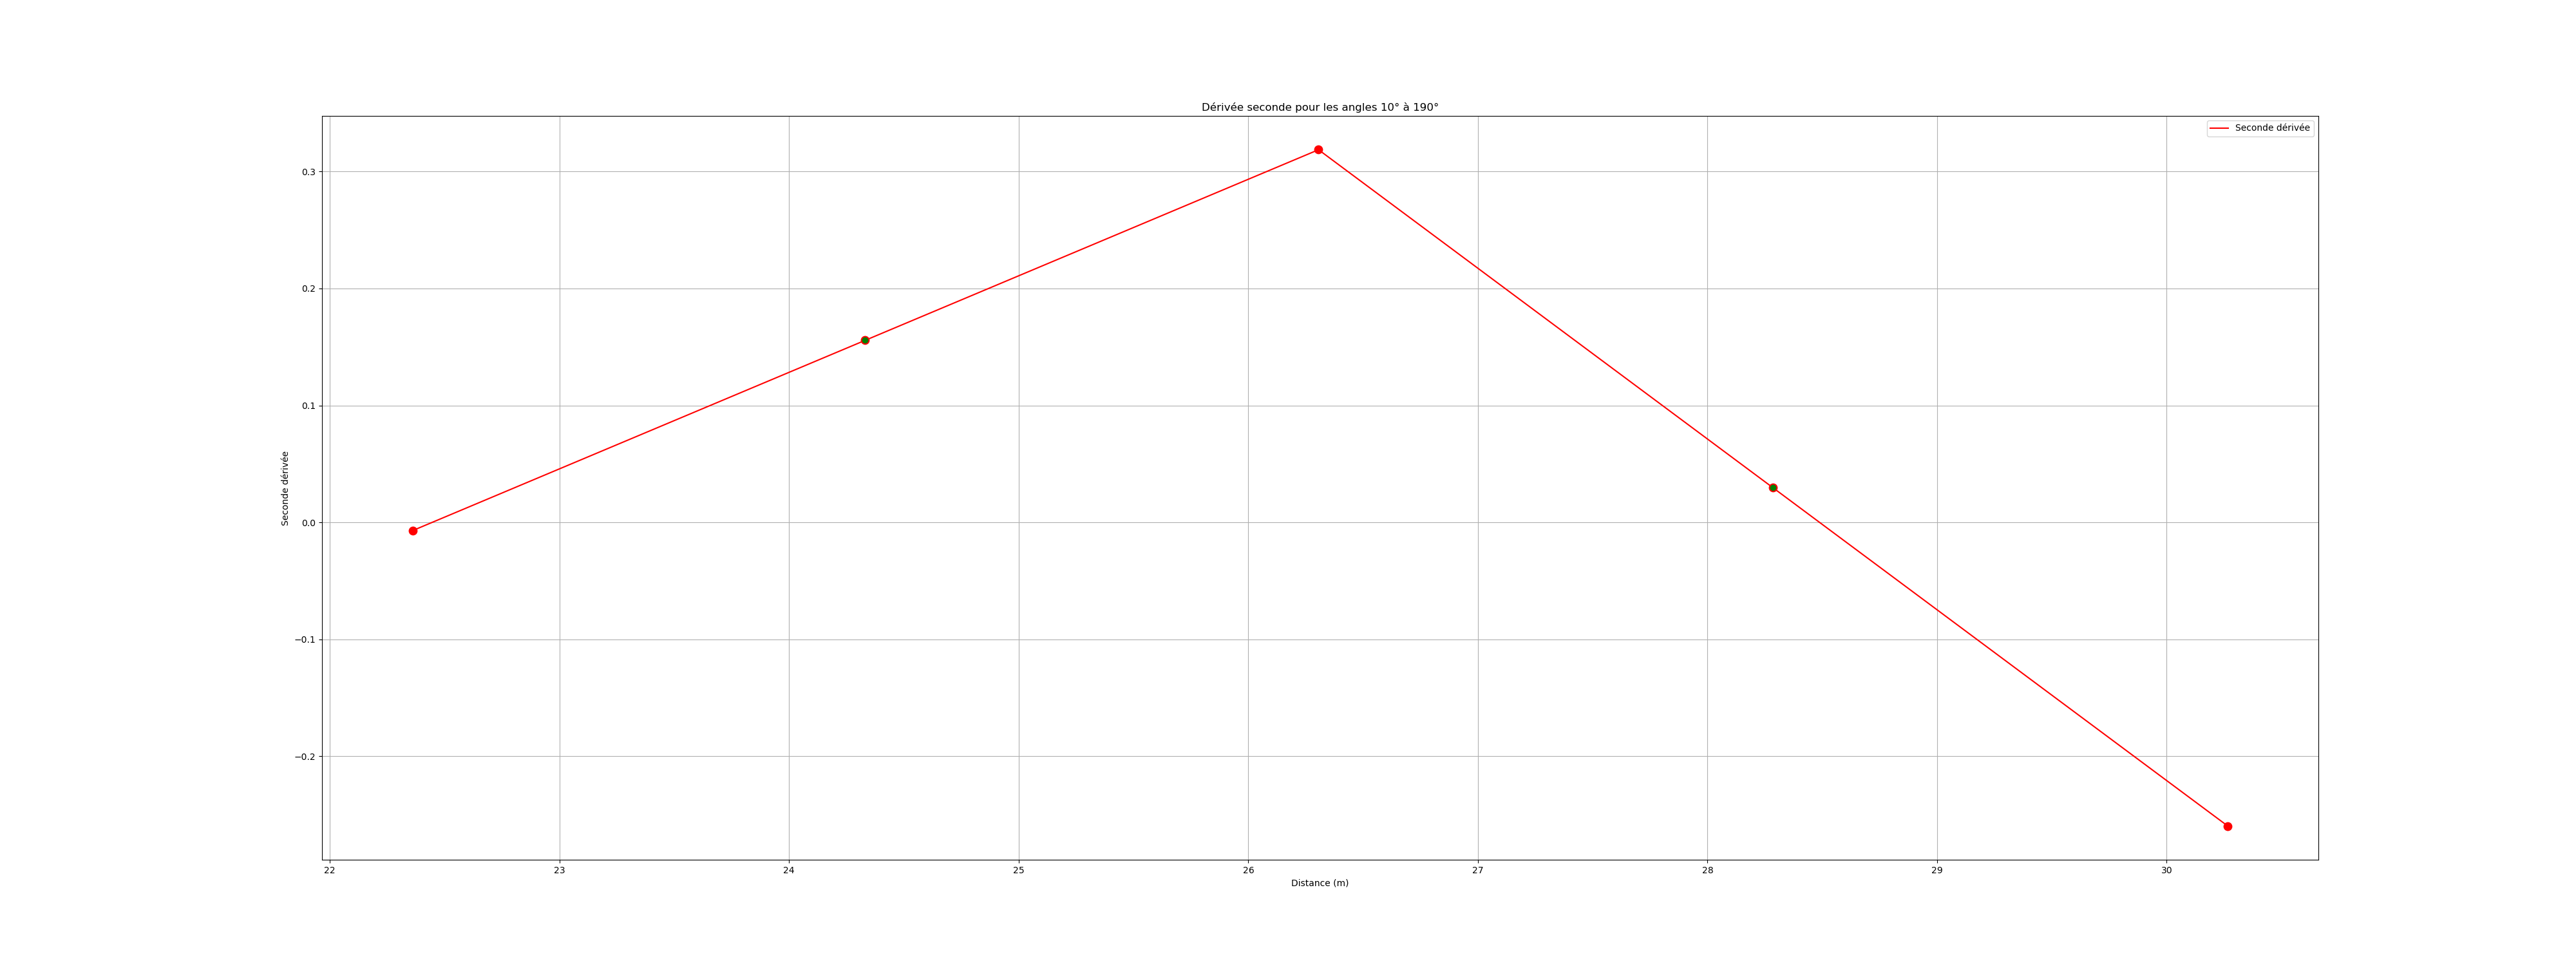 Dérivée seconde pour les angles 10° à 190°
Seconde dérivée
0.3
0.2
0.1
0.0
−0.1
−0.2
Seconde dérivée
22 23 24 25 26 27 28 29 30
Distance (m)